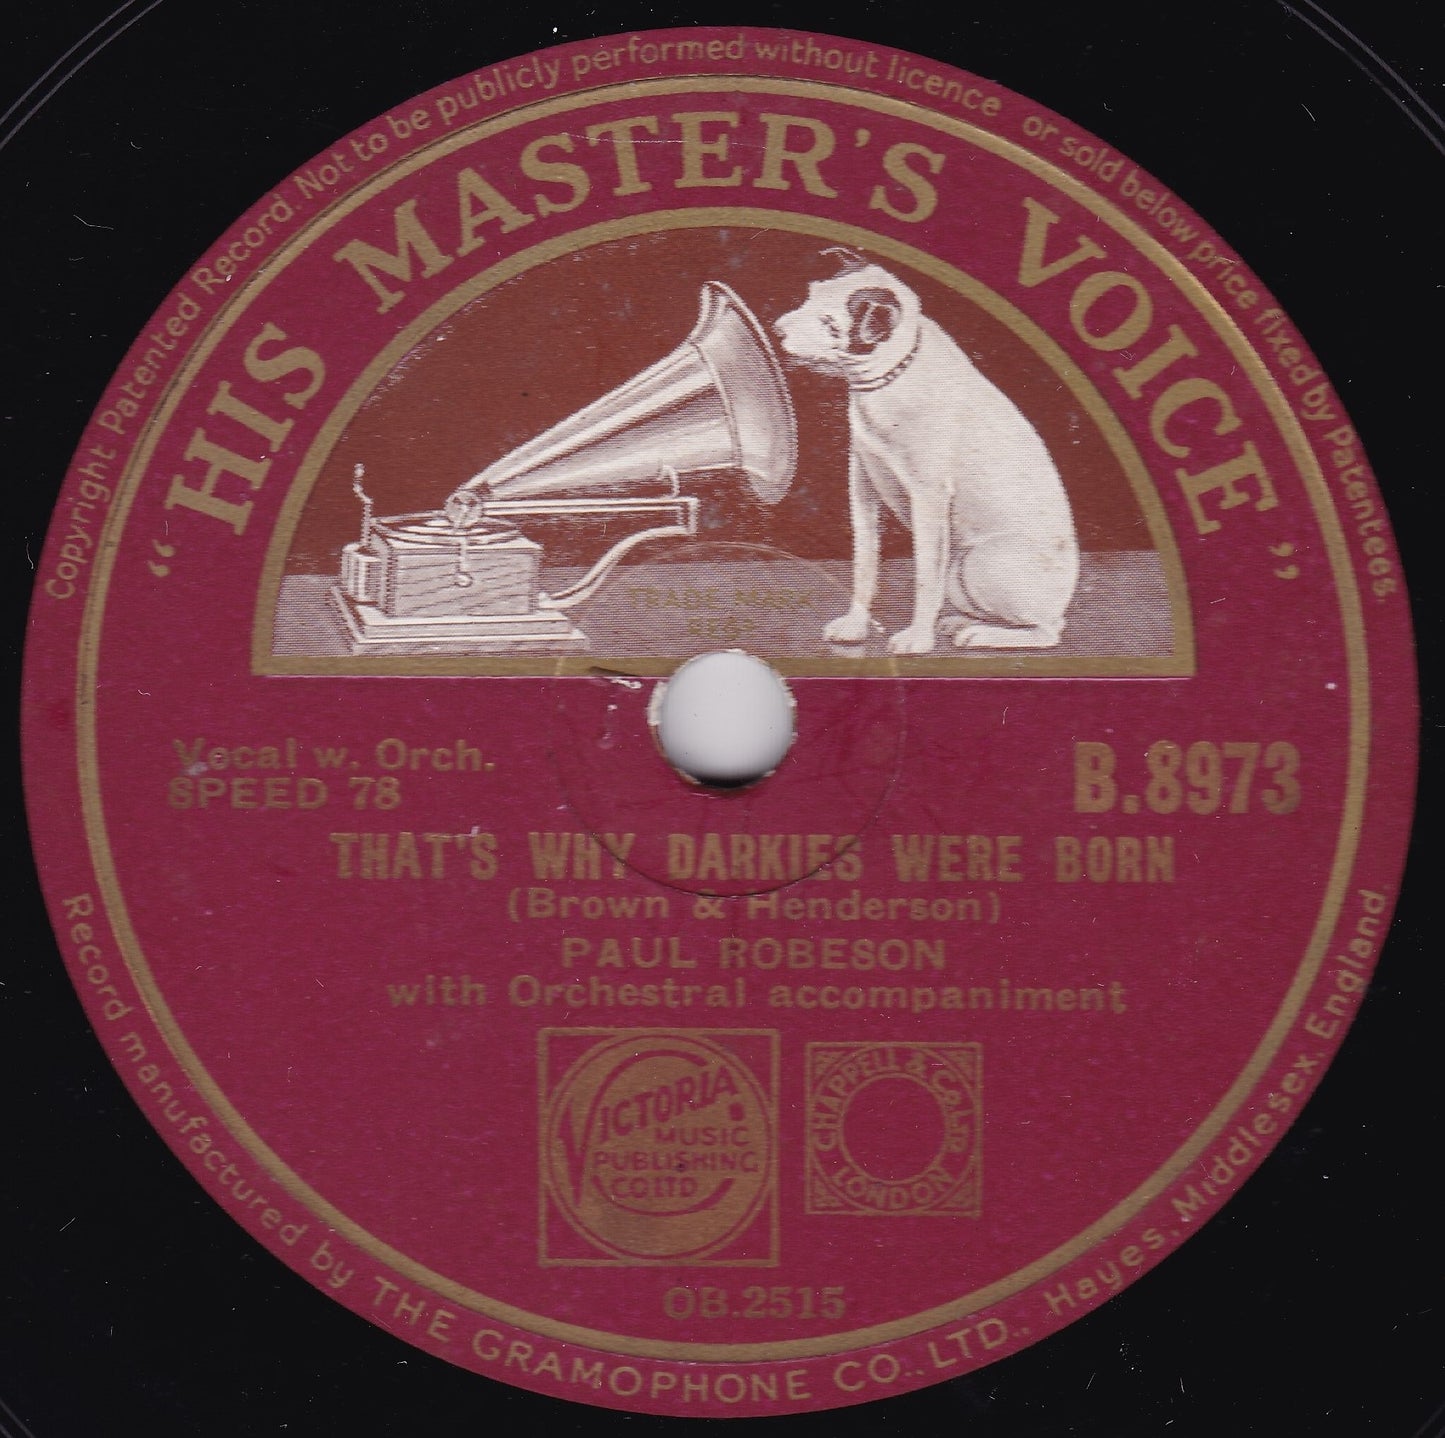 Copyright Patented Record. Not to be publicly performed without licence or sold below price fixed by Patentees.
“HIS MASTER'S VOICE”
TRADE MARK
REGD
Vocal w. Orch.
SPEED 78
B.8973
THAT'S WHY DARKIES WERE BORN
(Brown & Henderson)
PAUL ROBESON
with Orchestral accompaniment
VICTORIA
MUSIC
PUBLISHING
CO LTD
CHAPPELL & Co. LTD.
LONDON
OB.2515
Record manufactured by THE GRAMOPHONE CO., LTD., Hayes, Middlesex, England.